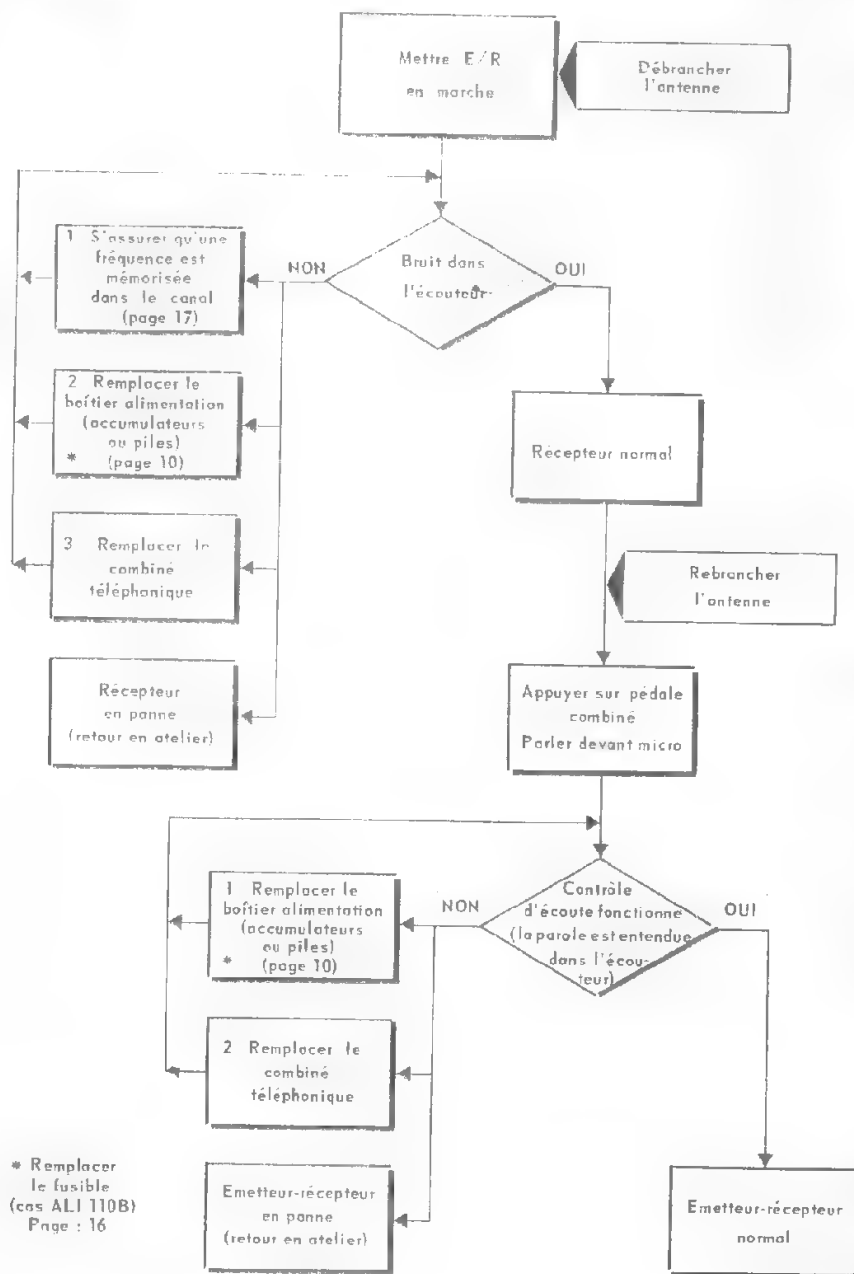 Mettre E/R
en marche
Débrancher
l'antenne
1 S'assurer qu'une
fréquence est
mémorisée
dans le canal
(page 17)
NON
Bruit dans
l'écouteur
OUI
2 Remplacer le
boîtier alimentation
(accumulateurs
ou piles)
* (page 10)
Récepteur normal
3 Remplacer le
combiné
téléphonique
Rebrancher
l'antenne
Récepteur
en panne
(retour en atelier)
Appuyer sur pédale
combiné
Parler devant micro
1 Remplacer le
boîtier alimentation
(accumulateurs
ou piles)
* (page 10)
NON
Contrôle
d'écoute fonctionne
(la parole est entendue
dans l'écou-
teur)
OUI
2 Remplacer le
combiné
téléphonique
* Remplacer
le fusible
(cas ALI 110B)
Page : 16
Emetteur-récepteur
en panne
(retour en atelier)
Emetteur-récepteur
normal